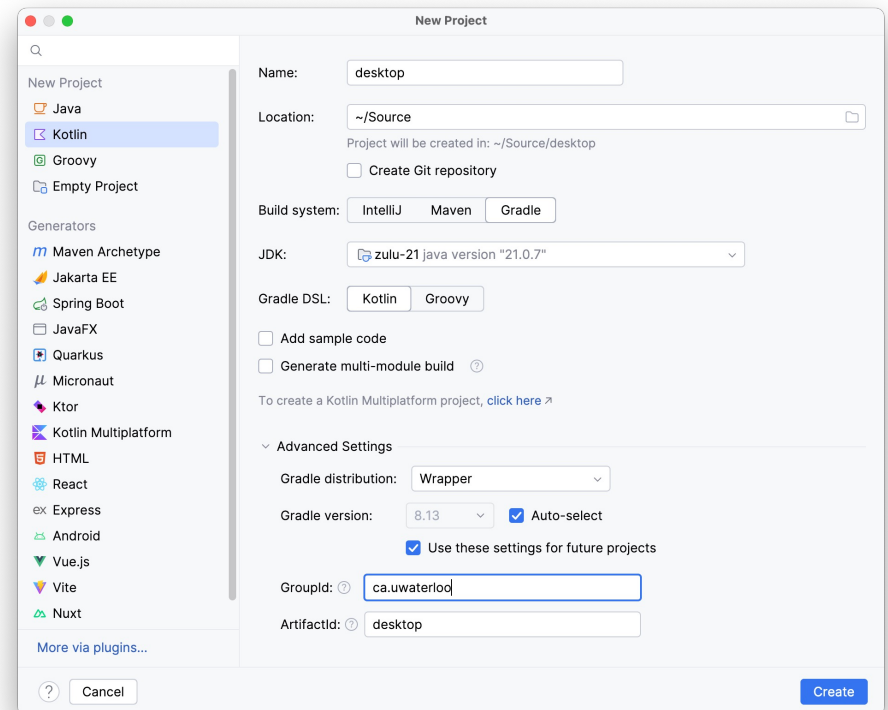 New Project
New Project
Java
Kotlin
Groovy
Empty Project
Generators
Maven Archetype
Jakarta EE
Spring Boot
JavaFX
Quarkus
Micronaut
Ktor
Kotlin Multiplatform
HTML
React
ex Express
Android
Vue.js
Vite
Nuxt
More via plugins...
Name: desktop
Location: ~/Source
Project will be created in: ~/Source/desktop
Create Git repository
Build system: IntelliJ Maven Gradle
JDK: zulu-21 java version "21.0.7"
Gradle DSL: Kotlin Groovy
Add sample code
Generate multi-module build ?
To create a Kotlin Multiplatform project, click here ↗
Advanced Settings
Gradle distribution: Wrapper
Gradle version: 8.13 Auto-select
Use these settings for future projects
GroupId: ? ca.uwaterloo
ArtifactId: ? desktop
? Cancel Create